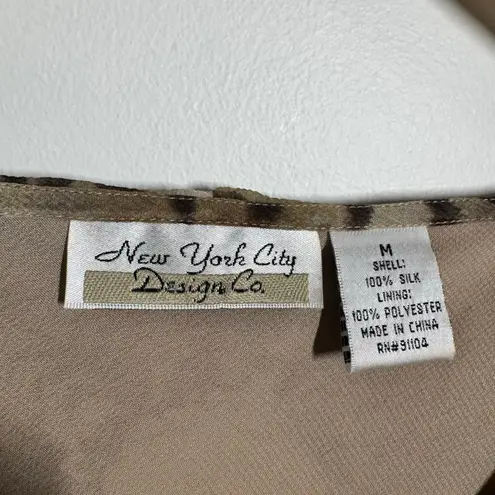 New York City
Design Co.
M
SHELL:
100% SILK
LINING:
100% POLYESTER
MADE IN CHINA
RN#91104